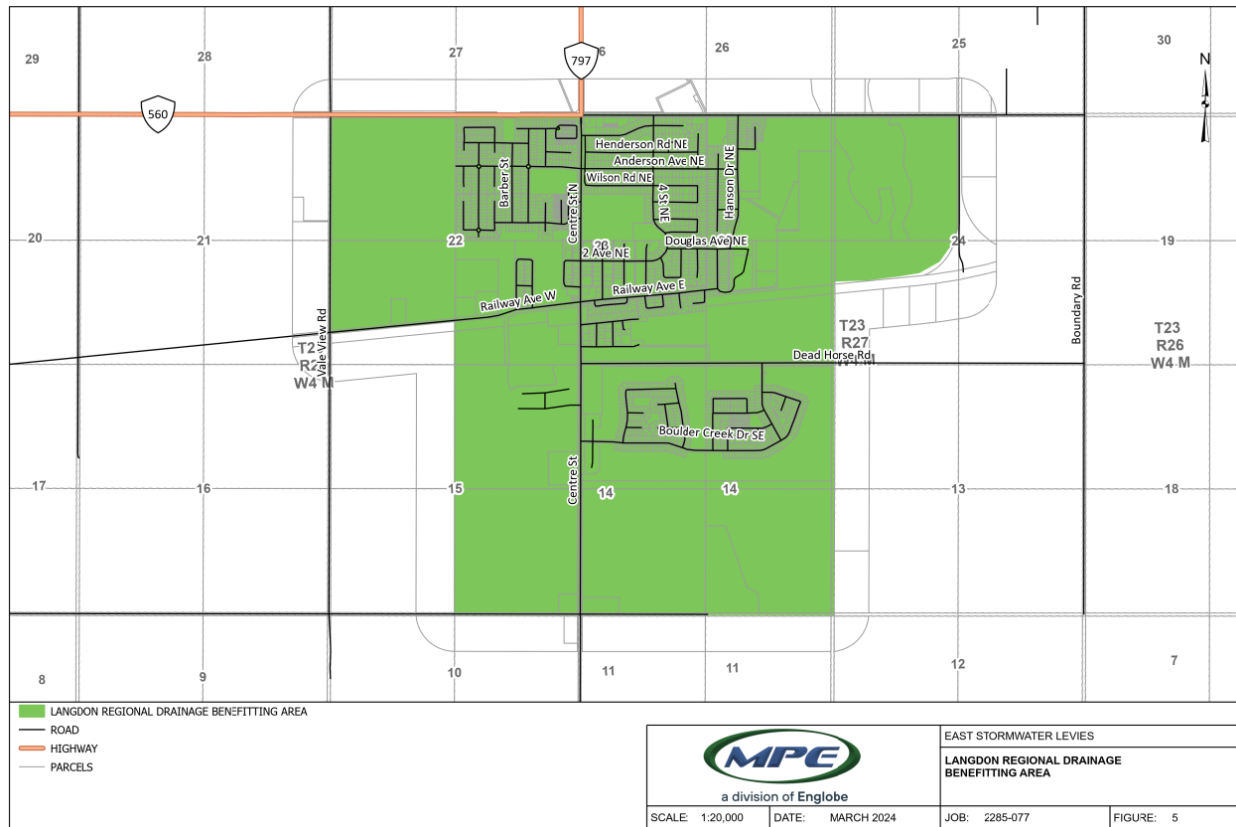 29
28
27
797
6
26
25
30
N
560
Henderson Rd NE
Anderson Ave NE
Wilson Rd NE
Barber St
Centre St N
4 St NE
Hanson Dr NE
20
21
22
23
Douglas Ave NE
24
19
2 Ave NE
Railway Ave W
Railway Ave E
Vale View Rd
Boundary Rd
T2
R2
W4 M
T23
R27
W4 M
T23
R26
W4 M
Dead Horse Rd
Boulder Creek Dr SE
Centre St
17
16
15
14
14
13
18
8
9
10
11
11
12
7
LANGDON REGIONAL DRAINAGE BENEFITTING AREA
ROAD
HIGHWAY
PARCELS
MPE
a division of Englobe
EAST STORMWATER LEVIES
LANGDON REGIONAL DRAINAGE
BENEFITTING AREA
SCALE: 1:20,000
DATE: MARCH 2024
JOB: 2285-077
FIGURE: 5